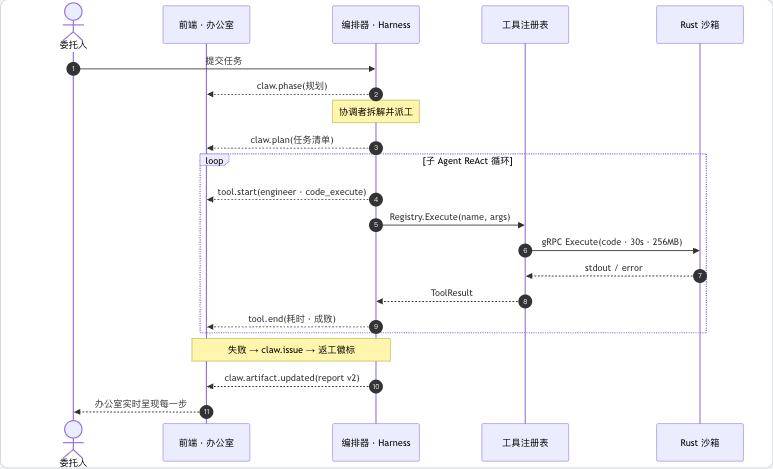 委托人
前端 · 办公室
编排器 · Harness
工具注册表
Rust 沙箱
1
提交任务
claw.phase(规划)
2
协调者拆解并派工
claw.plan(任务清单)
3
loop
[子 Agent ReAct 循环]
tool.start(engineer · code_execute)
4
5
Registry.Execute(name, args)
6
gRPC Execute(code · 30s · 256MB)
stdout / error
7
ToolResult
8
tool.end(耗时 · 成败)
9
失败 → claw.issue → 返工徽标
claw.artifact.updated(report v2)
10
办公室实时呈现每一步
11
委托人
前端 · 办公室
编排器 · Harness
工具注册表
Rust 沙箱